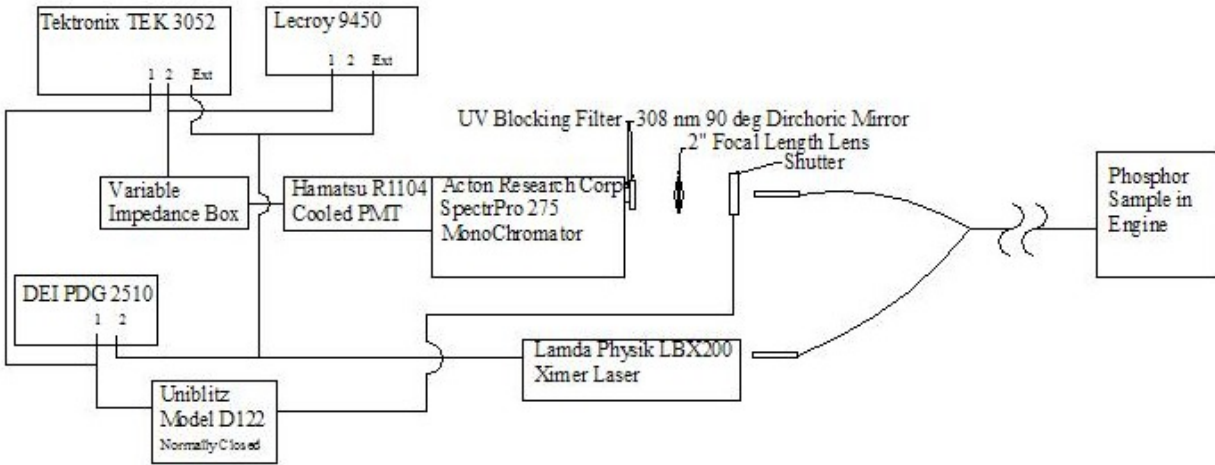 Tektronix TEK 3052
1 2 Ext
Lecroy 9450
1 2 Ext
UV Blocking Filter
308 nm 90 deg Dirchoric Mirror
2" Focal Length Lens
Shutter
Variable
Impedance Box
Hamatsu R1104
Cooled PMT
Acton Research Corp
SpectrPro 275
MonoChromator
Phosphor
Sample in
Engine
DEI PDG 2510
1 2
Lamda Physik LBX200
Ximer Laser
Uniblitz
Model D122
Normally Closed